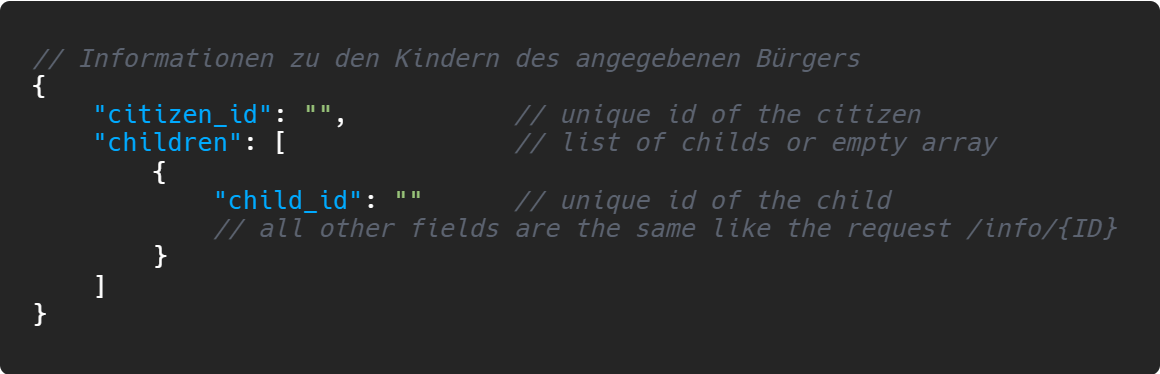 // Informationen zu den Kindern des angegebenen Bürgers
{
    "citizen_id": "",           // unique id of the citizen
    "children": [               // list of childs or empty array
        {
            "child_id": ""      // unique id of the child
            // all other fields are the same like the request /info/{ID}
        }
    ]
}